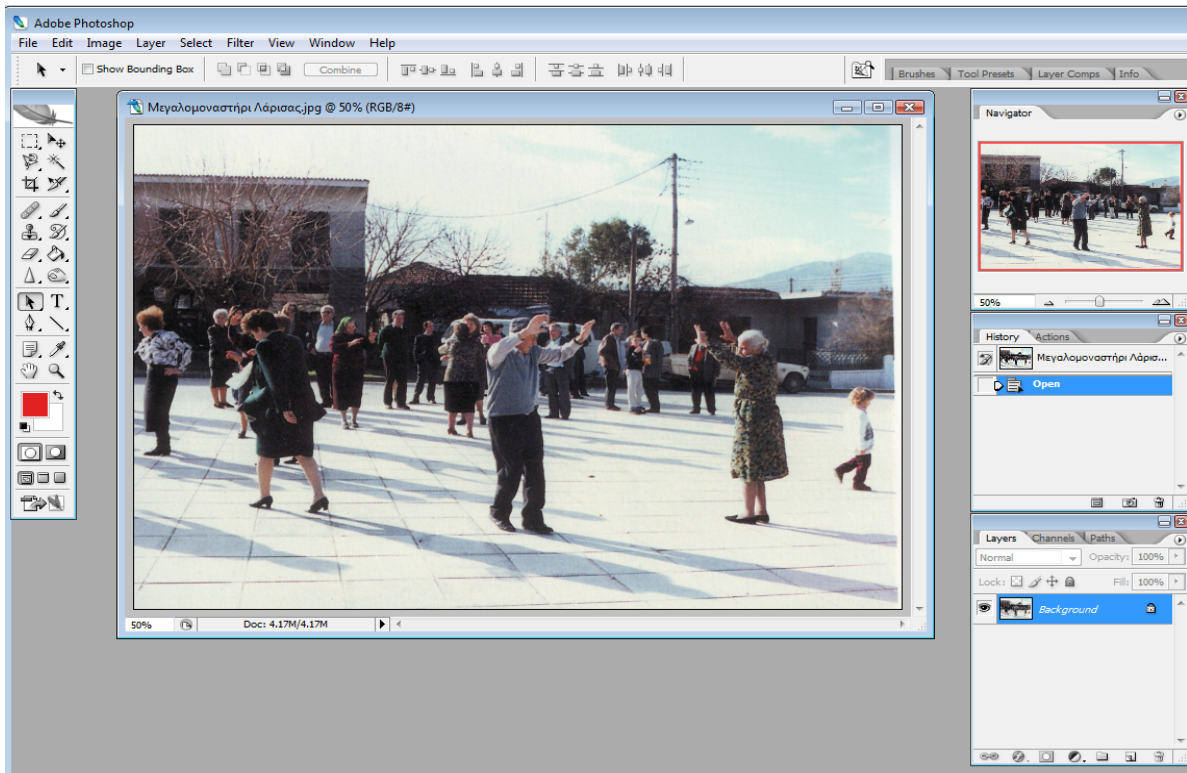 Adobe Photoshop
File Edit Image Layer Select Filter View Window Help
Show Bounding Box Combine Brushes Tool Presets Layer Comps Info
Μεγαλομοναστήρι Λάρισας.jpg @ 50% (RGB/8#)
50% Doc: 4.17M/4.17M
Navigator
50%
History Actions
Μεγαλομοναστήρι Λάρισ...
Open
Layers Channels Paths
Normal Opacity: 100%
Lock: Fill: 100%
Background